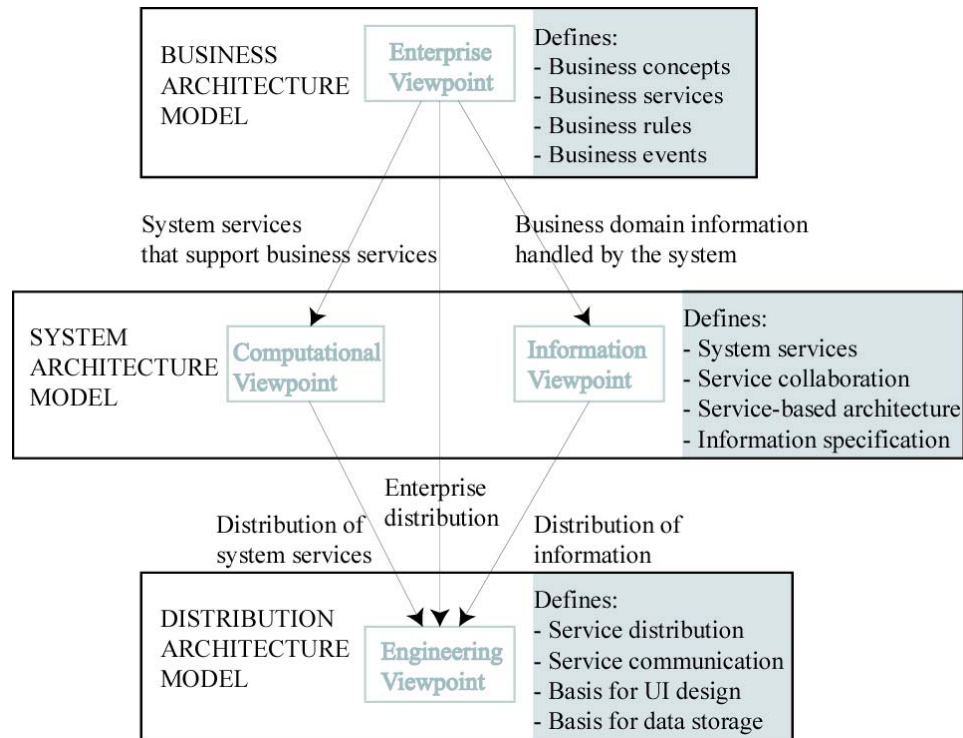 BUSINESS
ARCHITECTURE
MODEL
Enterprise
Viewpoint
Defines:
- Business concepts
- Business services
- Business rules
- Business events
System services
that support business services
Business domain information
handled by the system
SYSTEM
ARCHITECTURE
MODEL
Computational
Viewpoint
Information
Viewpoint
Defines:
- System services
- Service collaboration
- Service-based architecture
- Information specification
Distribution of
system services
Enterprise
distribution
Distribution of
information
DISTRIBUTION
ARCHITECTURE
MODEL
Engineering
Viewpoint
Defines:
- Service distribution
- Service communication
- Basis for UI design
- Basis for data storage